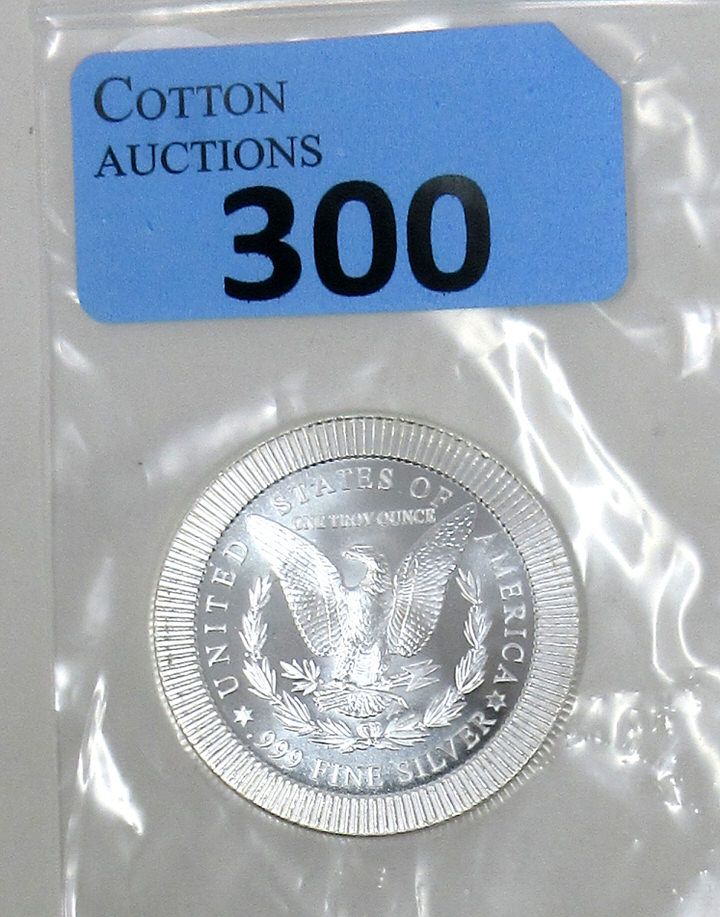 COTTON
AUCTIONS
300
UNITED STATES OF AMERICA
ONE TROY OUNCE
.999 FINE SILVER